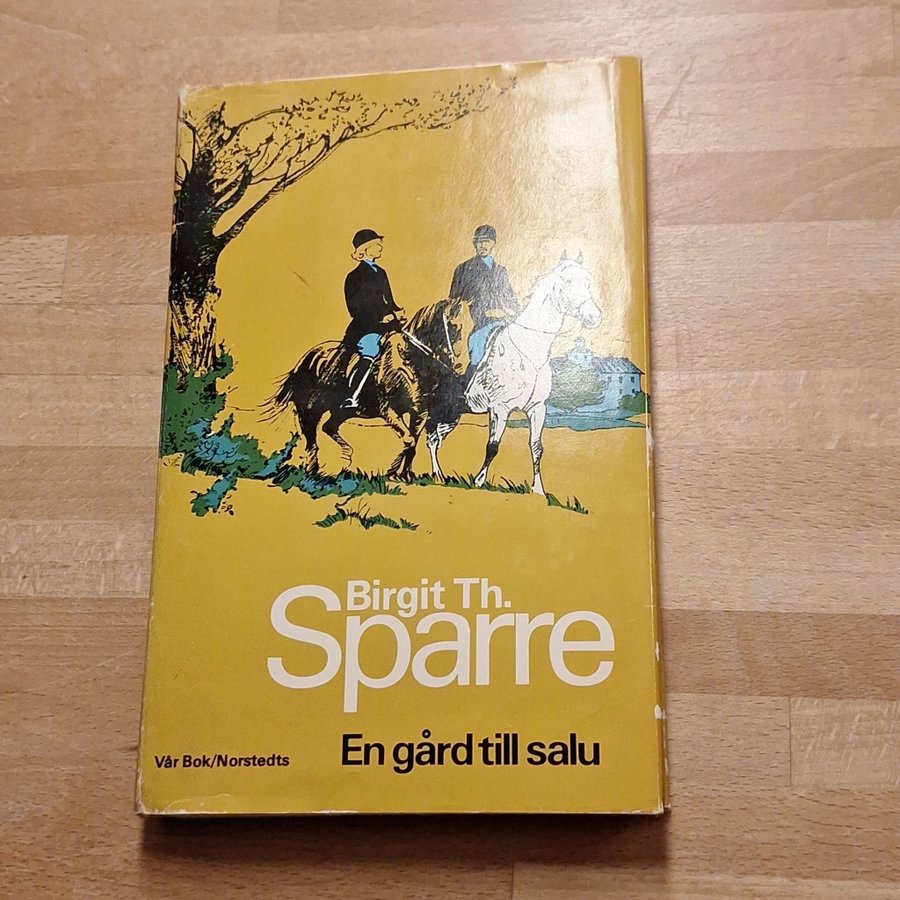 Birgit Th.
Sparre
En gård till salu
Vår Bok/Norstedts